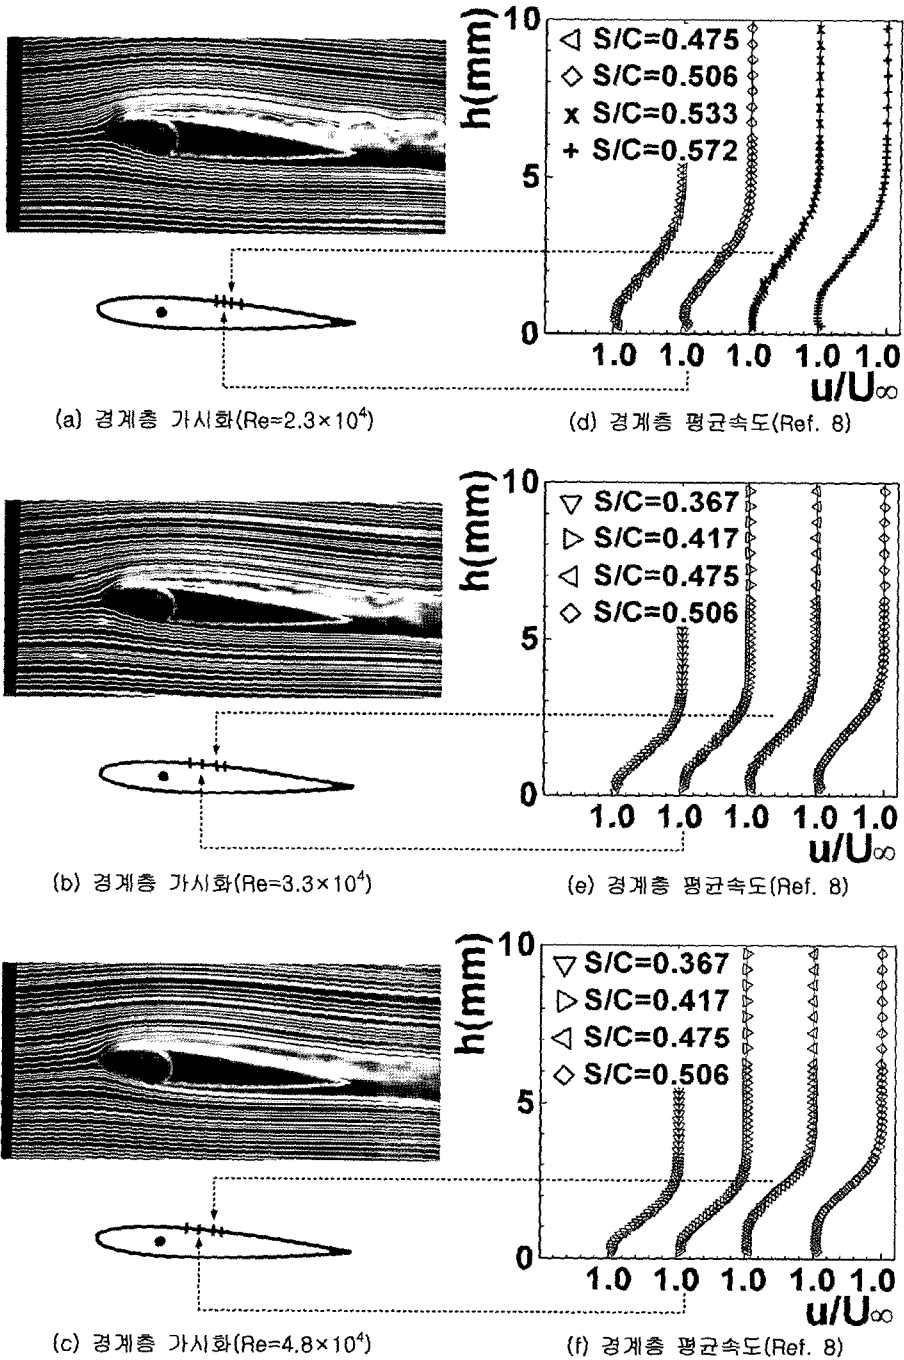 h(mm)
10
5
0
◁ S/C=0.475
◇ S/C=0.506
× S/C=0.533
+ S/C=0.572
1.0 1.0 1.0 1.0 1.0
u/U∞
(a) 경계층 가시화(Re=2.3×10⁴)
(d) 경계층 평균속도(Ref. 8)
h(mm)
10
5
0
▽ S/C=0.367
▷ S/C=0.417
◁ S/C=0.475
◇ S/C=0.506
1.0 1.0 1.0 1.0 1.0
u/U∞
(b) 경계층 가시화(Re=3.3×10⁴)
(e) 경계층 평균속도(Ref. 8)
h(mm)
10
5
0
▽ S/C=0.367
▷ S/C=0.417
◁ S/C=0.475
◇ S/C=0.506
1.0 1.0 1.0 1.0 1.0
u/U∞
(c) 경계층 가시화(Re=4.8×10⁴)
(f) 경계층 평균속도(Ref. 8)